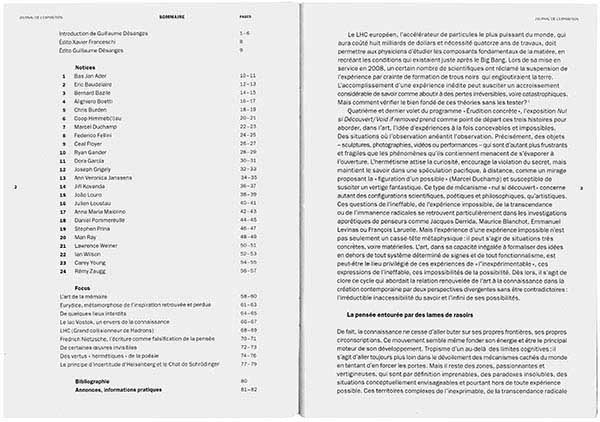 JOURNAL DE L'EXPOSITION
SOMMAIRE
PAGES
Introduction de Guillaume Désanges 1–6
Édito Xavier Franceschi 8
Édito Guillaume Désanges 9
Notices
1 Bas Jan Ader 10–11
2 Eric Baudelaire 12–13
3 Bernard Bazile 14–15
4 Alighiero Boetti 16–17
5 Chris Burden 18–19
6 Coop Himmelb(l)au 20–21
7 Marcel Duchamp 22–23
8 Federico Fellini 24–25
9 Ceal Floyer 26–27
10 Ryan Gander 28–29
11 Dora García 30–31
12 Joseph Grigely 32–33
13 Ann Veronica Janssens 34–35
14 Jiří Kovanda 36–37
15 João Louro 38–39
16 Julien Loustau 40–41
17 Anna Maria Maiolino 42–43
18 Daniel Pommereulle 44–45
19 Stephen Prina 46–47
20 Man Ray 48–49
21 Lawrence Weiner 50–51
22 Ian Wilson 52–53
23 Carey Young 54–55
24 Rémy Zaugg 56–57
Focus
L'art de la mémoire 58–60
Eurydice, métamorphose de l'inspiration retrouvée et perdue 61–63
De quelques lieux interdits 64–65
Le lac Vostok, un envers de la connaissance 66–67
LHC (Grand collisionneur de Hadrons) 68–69
Fredrich Nietzsche, l'écriture comme falsification de la pensée 70–71
De certaines œuvres invisibles 72–73
Des vertus « hermétiques » de la poésie 74–76
Le principe d'incertitude d'Heisenberg et le Chat de Schrödinger 77–79
Bibliographie 80
Annonces, informations pratiques 81–82
2
JOURNAL DE L'EXPOSITION
Le LHC européen, l'accélérateur de particules le plus puissant du monde, qui
aura coûté huit milliards de dollars et nécessité quatorze ans de travaux, doit
permettre aux physiciens d'étudier les composants fondamentaux de la matière, en
recréant les conditions qui existaient juste après le Big Bang. Lors de sa mise en
service en 2008, un certain nombre de scientifiques ont réclamé la suspension de
l'expérience par crainte de formation de trous noirs qui engloutiraient la terre.
L'accomplissement d'une expérience inédite peut susciter un accroissement
considérable de savoir comme aboutir à des pertes irréversibles, voire catastrophiques.
Mais comment vérifier le bien fondé de ces théories sans les tester?
Quatrième et dernier volet du programme « Érudition concrète », l'exposition Nul
si Découvert/Void if removed prend comme point de départ ces trois histoires pour
aborder, dans l'art, l'idée d'expériences à la fois concevables et impossibles.
Des situations où l'observation anéantit l'observation. Précisément, des objets
– sculptures, photographies, vidéos ou performances – qui sont d'autant plus frustrants
et fragiles que les phénomènes qu'ils contiennent menacent de s'évaporer à
l'ouverture. L'hermétisme attise la curiosité, encourage la violation du secret, mais
maintient le savoir dans une spéculation pacifique, à distance, comme un mirage
proposant la « figuration d'un possible » (Marcel Duchamp) et susceptible de
susciter un vertige fantastique. Ce type de mécanisme « nul si découvert » concerne
autant des configurations scientifiques, poétiques et philosophiques, qu'artistiques.
Ces questions de l'ineffable, de l'expérience impossible, de la transcendance
ou de l'immanence radicales se retrouvent particulièrement dans les investigations
apophatiques de penseurs comme Jacques Derrida, Maurice Blanchot, Emmanuel
Levinas ou François Laruelle. Mais l'expérience d'une expérience impossible n'est
pas seulement un casse-tête métaphysique : il peut s'agir de situations très
concrètes, voire matérielles. L'art, dans sa capacité inégalée à formaliser des idées
en dehors de tout système déterminé de signes et de tout fonctionnalisme, est
peut-être le lieu privilégié de ces expériences de « l'inexpérimentable », ces
expressions de l'ineffable, ces impossibilités de la possibilité. Dès lors, il s'agit de
clore ce cycle qui abordait la relation renouvelée de l'art à la connaissance dans la
création contemporaine par deux perspectives divergentes sans être contradictoires :
l'irréductible inaccessibilité du savoir et l'infini de ses possibilités.
La pensée entourée par des lames de rasoirs
De fait, la connaissance ne cesse d'aller buter sur ses propres frontières, ses propres
circonscriptions. Ce mouvement semble même fonder son énergie et être le principal
moteur de son développement. Tropisme d'un au-delà des limites cognitives : il
s'agit d'aller toujours plus loin dans le dévoilement des mécanismes cachés du monde
en tentant d'en forcer les portes. Mais il reste des zones, passionnantes et
vertigineuses, qui sont par définition imprenables, des paradoxes insolubles, des
situations conceptuellement envisageables et pourtant hors de toute expérience
possible. Ces territoires complexes de l'inexprimable, de la transcendance radicale